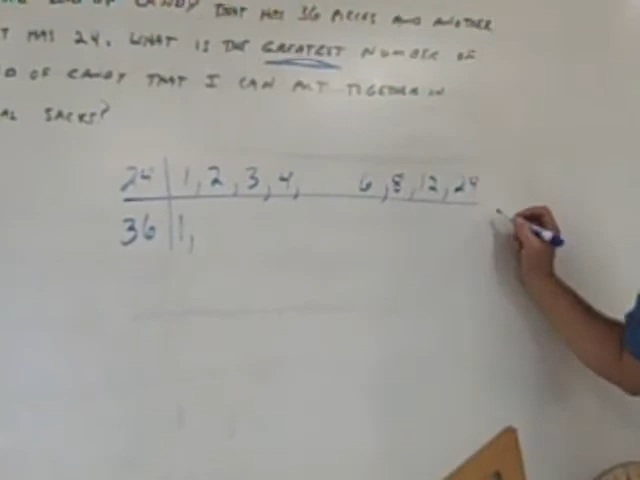 OF CANDY THAT HAS 36 PIECES AND ANOTHER
HAS 24. WHAT IS THE GREATEST NUMBER OF
OF CANDY THAT I CAN PUT TOGETHER IN
SACKS?
24 | 1, 2, 3, 4, 6, 8, 12, 24
36 | 1,